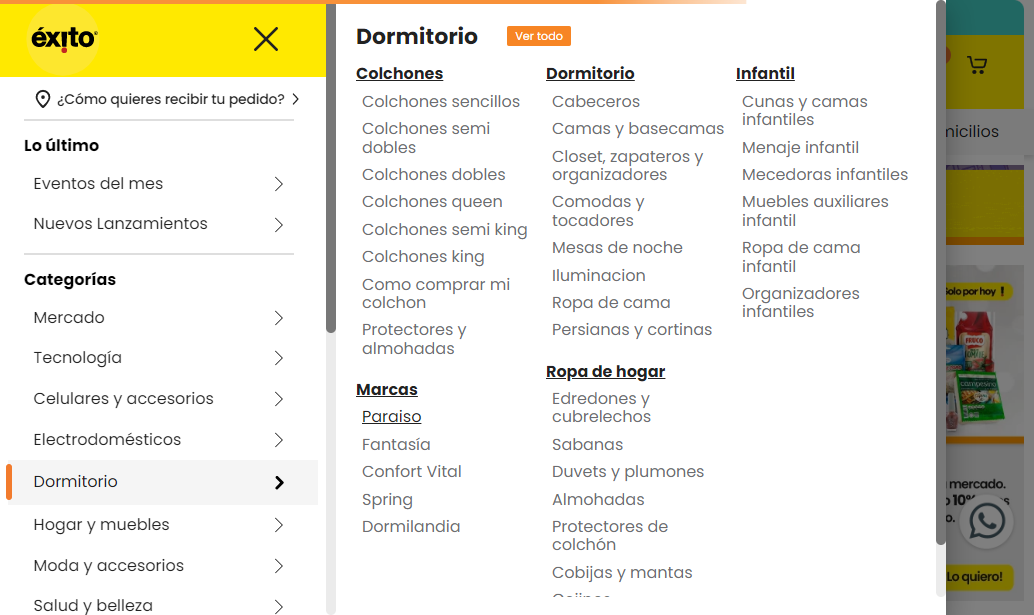 éxito
¿Cómo quieres recibir tu pedido?
Lo último
Eventos del mes
Nuevos Lanzamientos
Categorías
Mercado
Tecnología
Celulares y accesorios
Electrodomésticos
Dormitorio
Hogar y muebles
Moda y accesorios
Salud y belleza
Dormitorio
Ver todo
Colchones
Colchones sencillos
Colchones semi
dobles
Colchones dobles
Colchones queen
Colchones semi king
Colchones king
Como comprar mi
colchon
Protectores y
almohadas
Marcas
Paraiso
Fantasía
Confort Vital
Spring
Dormilandia
Dormitorio
Cabeceros
Camas y basecamas
Closet, zapateros y
organizadores
Comodas y
tocadores
Mesas de noche
Iluminacion
Ropa de cama
Persianas y cortinas
Ropa de hogar
Edredones y
cubrelechos
Sabanas
Duvets y plumones
Almohadas
Protectores de
colchón
Cobijas y mantas
Infantil
Cunas y camas
infantiles
Menaje infantil
Mecedoras infantiles
Muebles auxiliares
infantil
Ropa de cama
infantil
Organizadores
infantiles
micilios
Solo por hoy !
mercado.
o 10%
o.
Lo quiero!